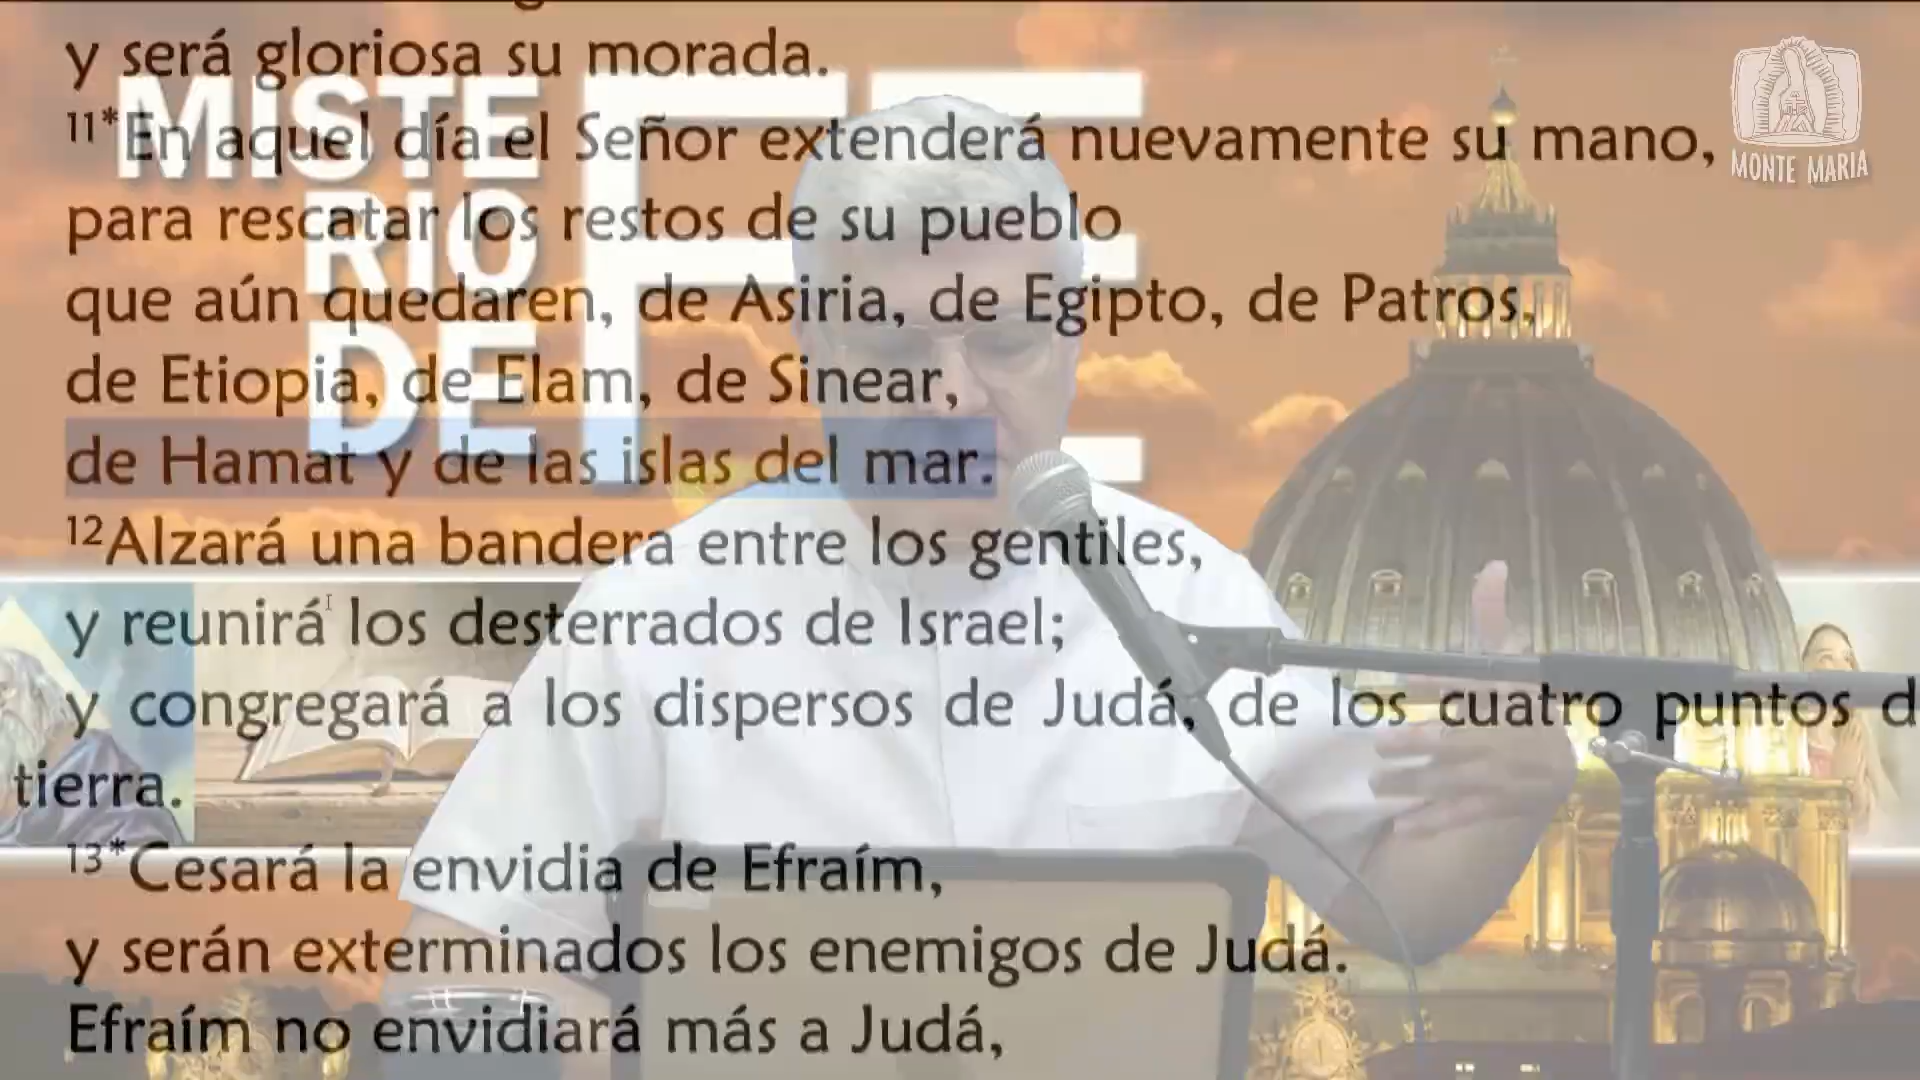 y será gloriosa su morada.
11*En aquel día el Señor extenderá nuevamente su mano,
para rescatar los restos de su pueblo
que aún quedaren, de Asiria, de Egipto, de Patros,
de Etiopia, de Elam, de Sinear,
de Hamat y de las islas del mar.
12Alzará una bandera entre los gentiles,
y reunirá los desterrados de Israel;
y congregará a los dispersos de Judá, de los cuatro puntos d
tierra.
13*Cesará la envidia de Efraím,
y serán exterminados los enemigos de Judá.
Efraím no envidiará más a Judá,
MISTE
RIO
DE
FE
MONTE MARIA